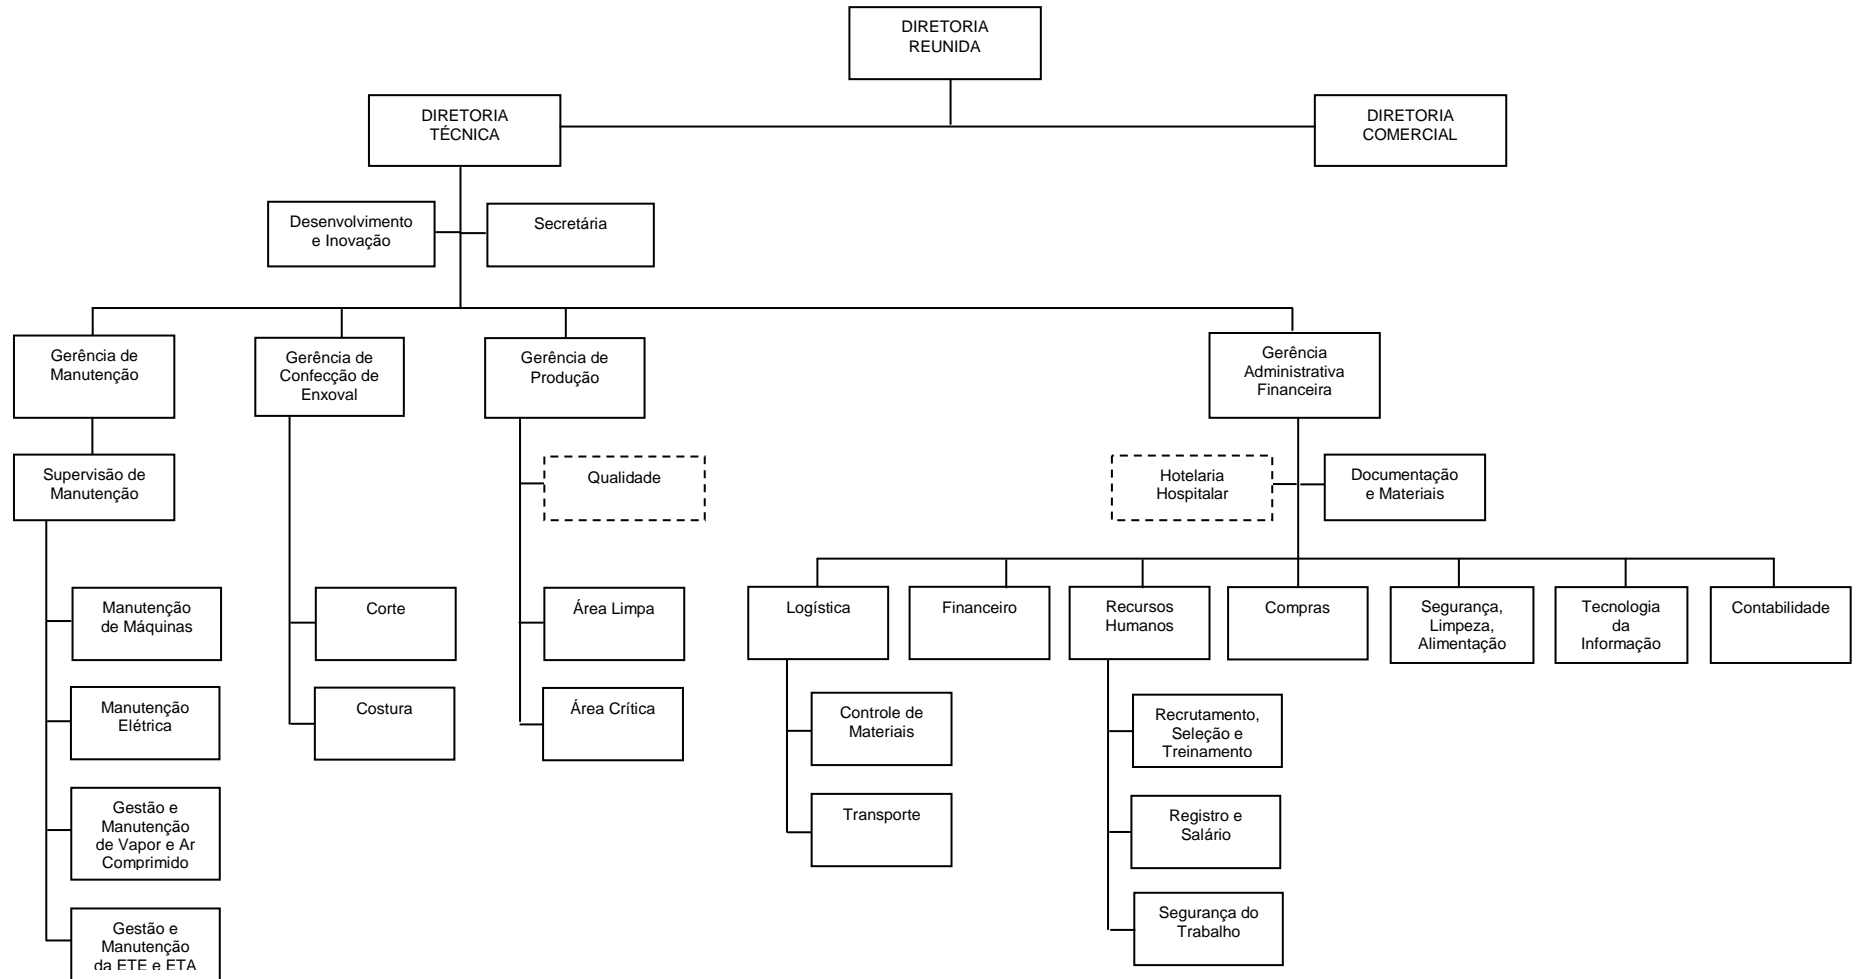 DIRETORIA
REUNIDA
DIRETORIA
TÉCNICA
DIRETORIA
COMERCIAL
Desenvolvimento
e Inovação
Secretária
Gerência de
Manutenção
Gerência de
Confecção de
Enxoval
Gerência de
Produção
Gerência
Administrativa
Financeira
Supervisão de
Manutenção
Qualidade
Hotelaria
Hospitalar
Documentação
e Materiais
Manutenção
de Máquinas
Corte
Área Limpa
Logística
Financeiro
Recursos
Humanos
Compras
Segurança,
Limpeza,
Alimentação
Tecnologia
da
Informação
Contabilidade
Manutenção
Elétrica
Costura
Área Crítica
Controle de
Materiais
Recrutamento,
Seleção e
Treinamento
Gestão e
Manutenção
de Vapor e Ar
Comprimido
Transporte
Registro e
Salário
Gestão e
Manutenção
da ETE e ETA
Segurança do
Trabalho